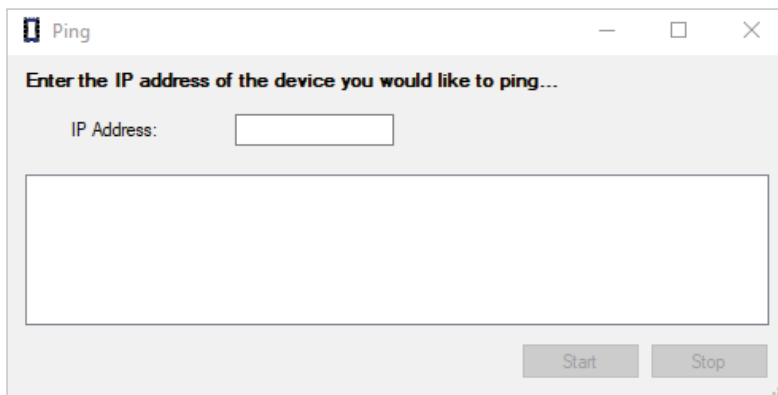 Ping
Enter the IP address of the device you would like to ping...
IP Address:
Start Stop